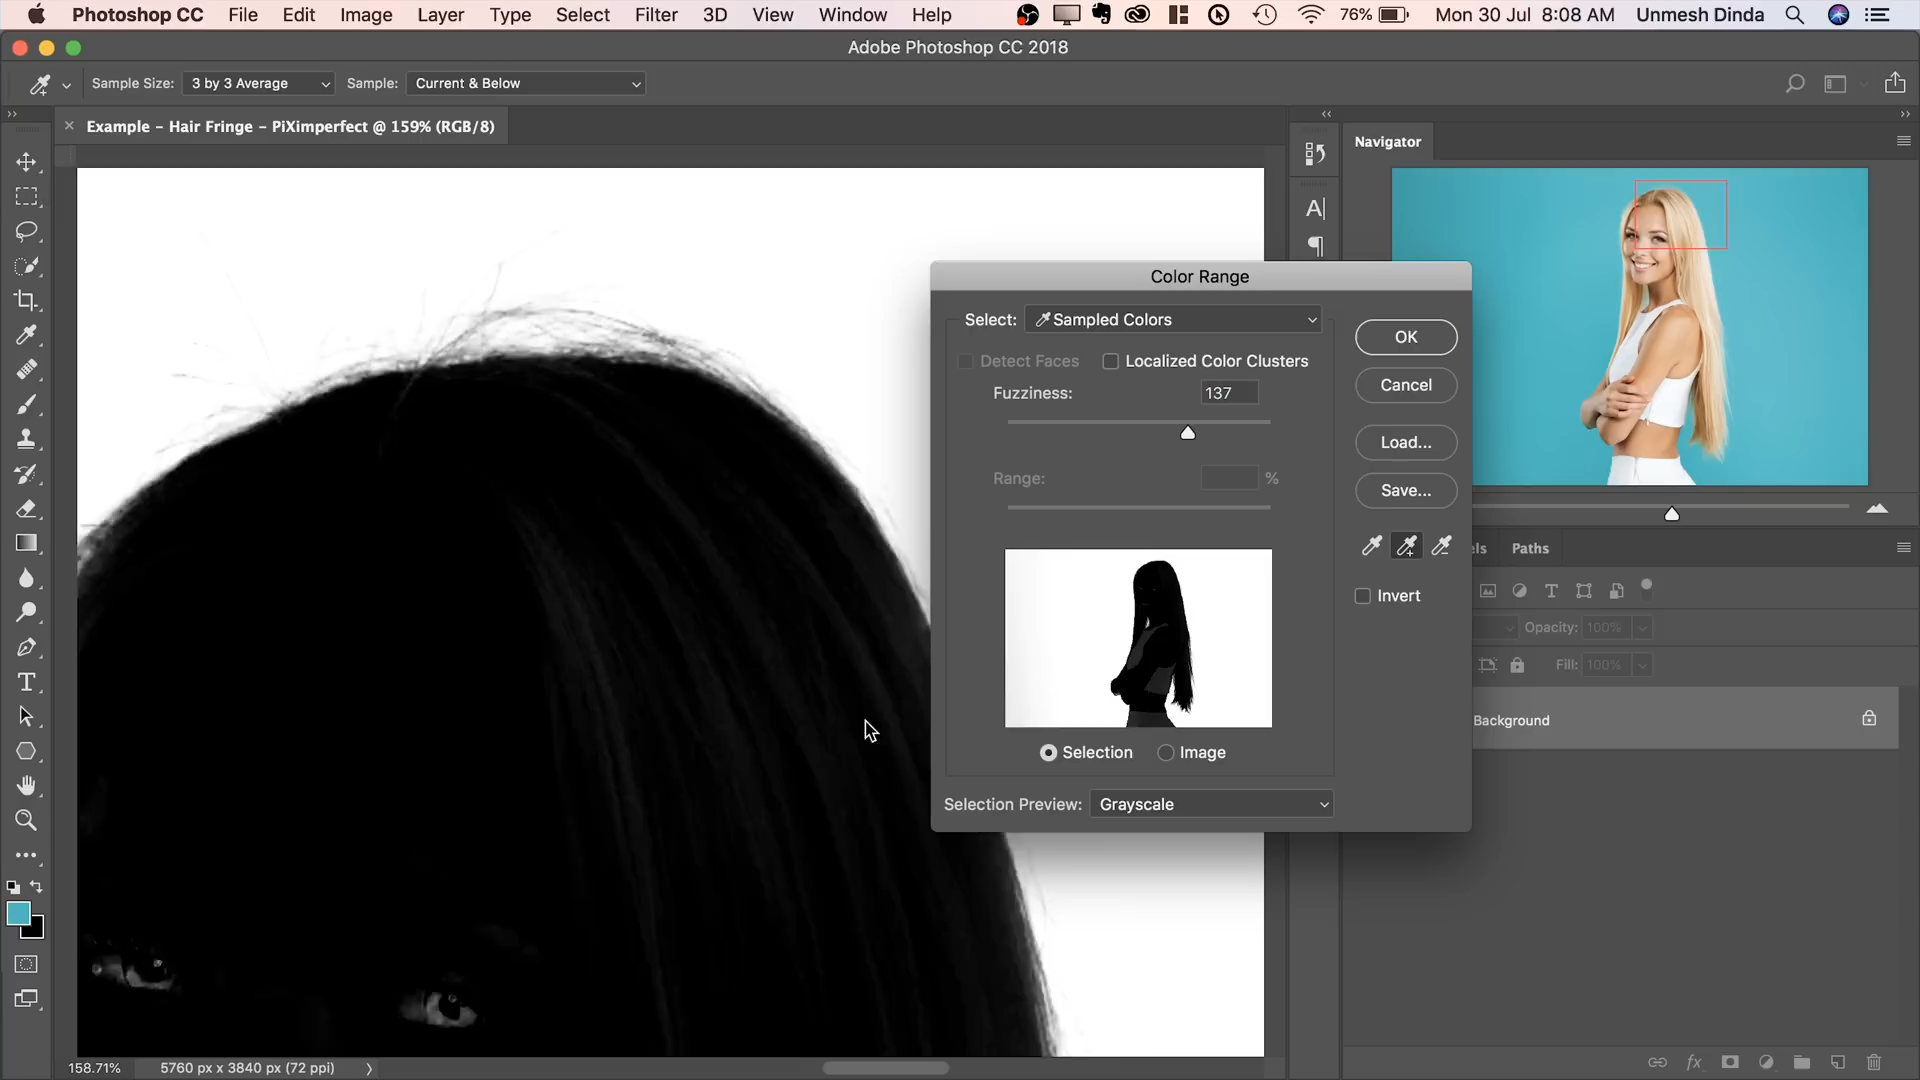 Photoshop CC File Edit Image Layer Type Select Filter 3D View Window Help 76% Mon 30 Jul 8:08 AM Unmesh Dinda
Adobe Photoshop CC 2018
Sample Size: 3 by 3 Average Sample: Current & Below
Example - Hair Fringe - PiXimperfect @ 159% (RGB/8)
Navigator
Color Range
Select: Sampled Colors
OK
Detect Faces Localized Color Clusters
Fuzziness: 137
Cancel
Load...
Range: %
Save...
els Paths
Invert
Opacity: 100%
Fill: 100%
Background
Selection Image
Selection Preview: Grayscale
158.71% 5760 px x 3840 px (72 ppi)